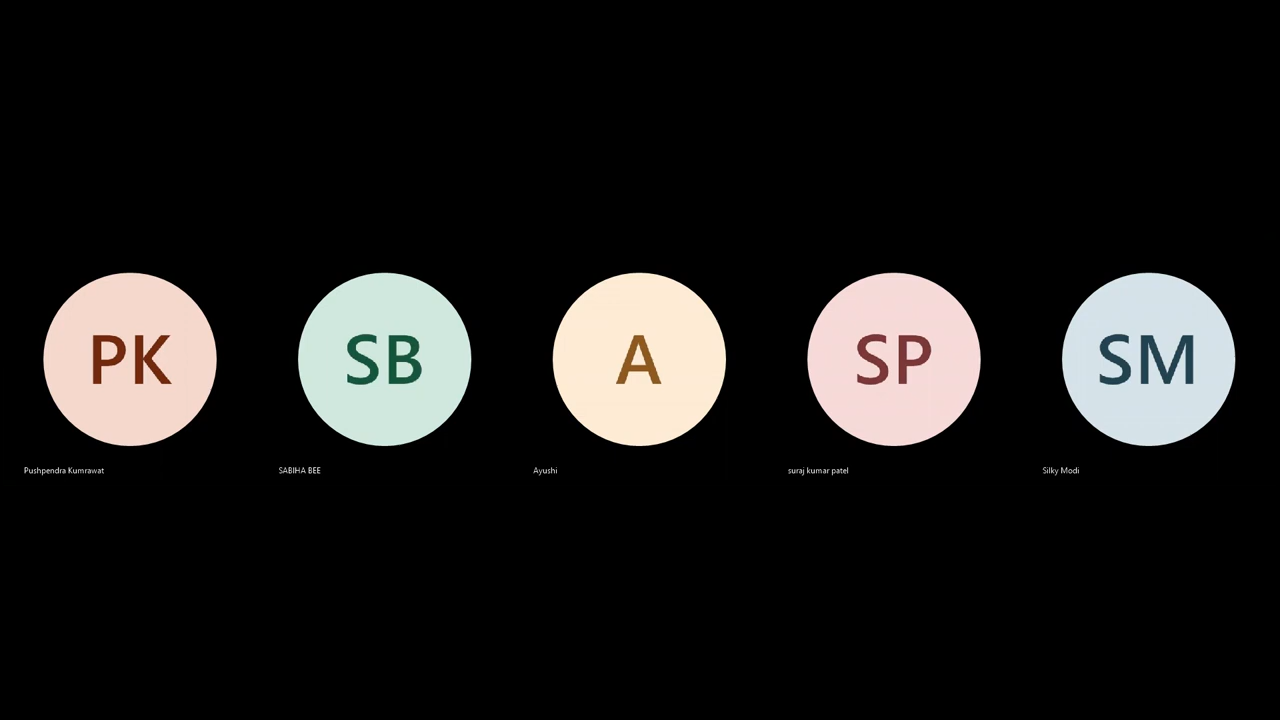 PK
SB
A
SP
SM
Pushpendra Kumrawat
SABIHA BEE
Ayushi
suraj kumar patel
Silky Modi